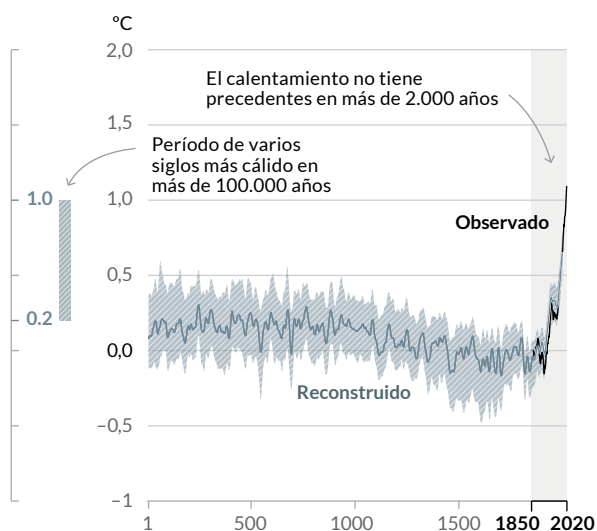 ºC
2,0
El calentamiento no tiene
precedentes en más de 2.000 años
1,5
Período de varios
siglos más cálido en
más de 100.000 años
1.0
1,0
Observado
0,5
0.2
0,0
Reconstruido
−0,5
−1
1 500 1000 1500 1850 2020